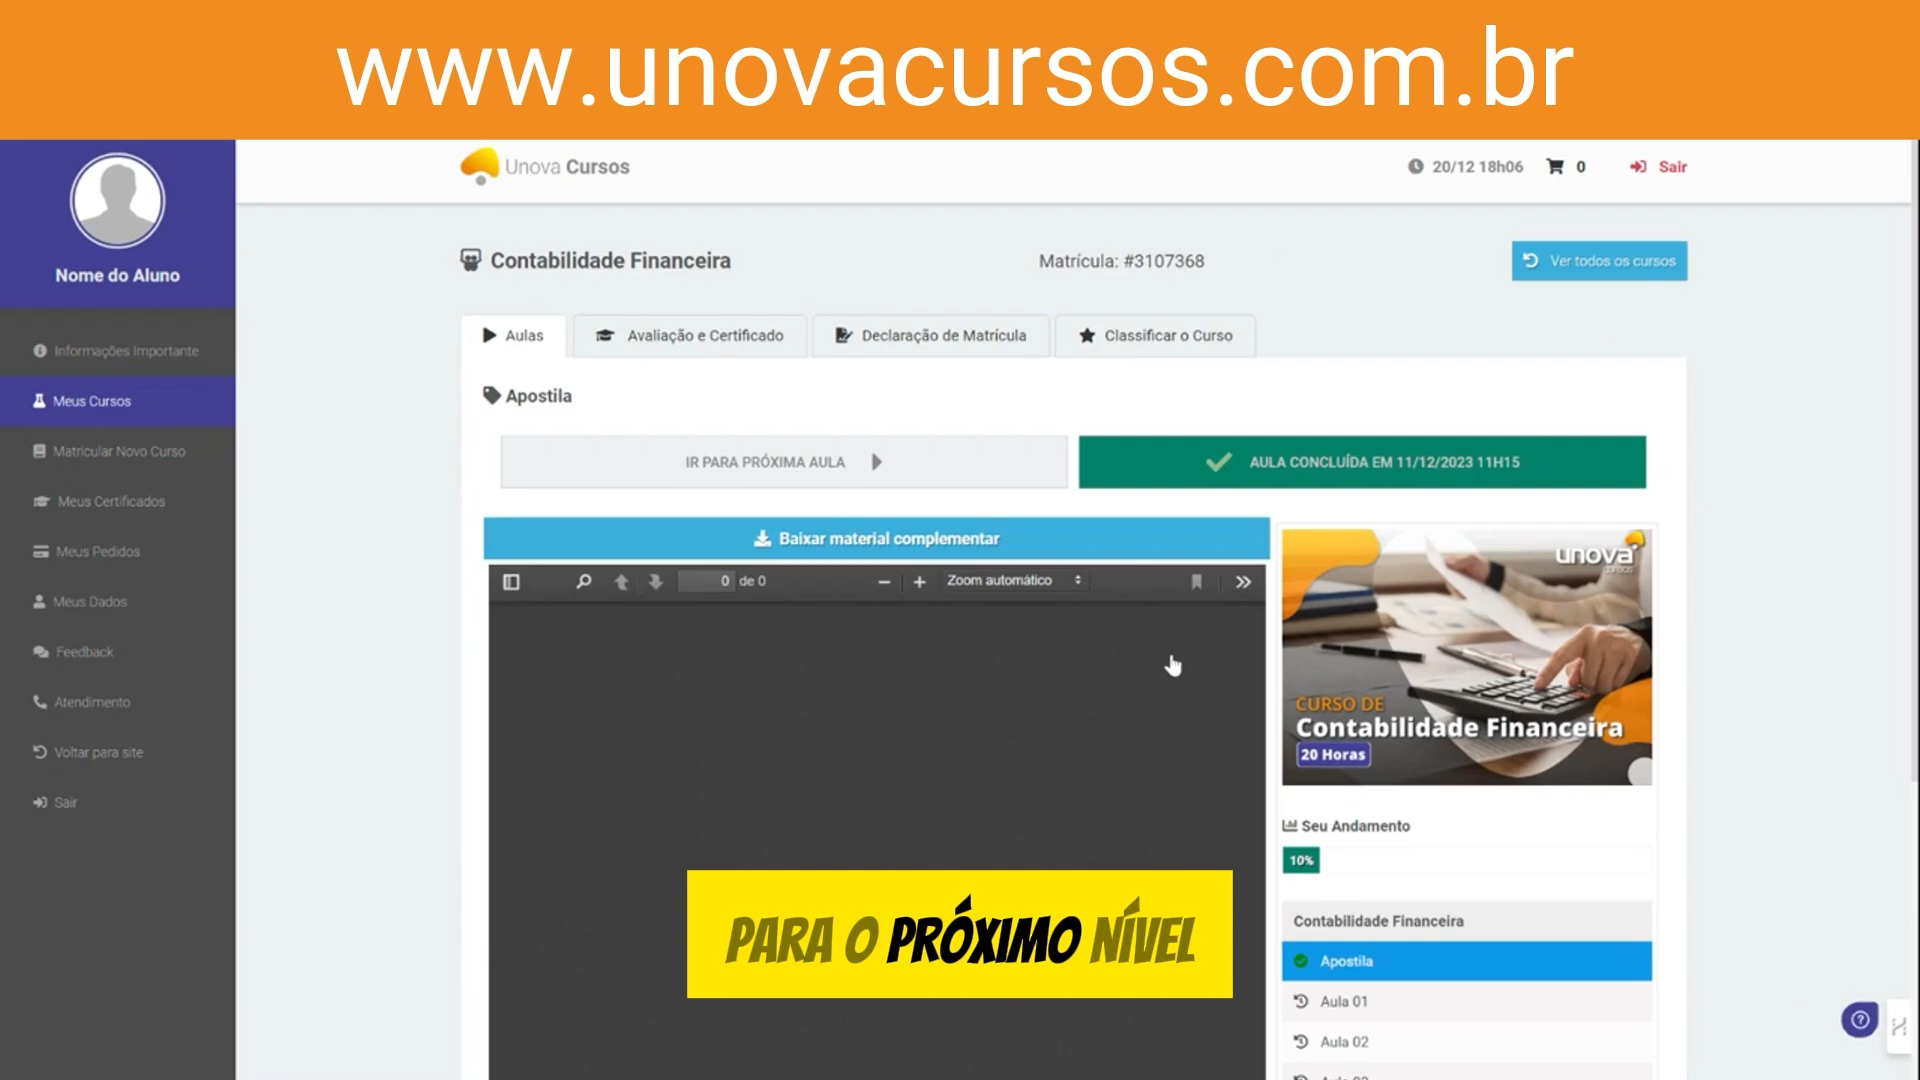 www.unovacursos.com.br
Unova Cursos
20/12 18h06
0
Sair
Nome do Aluno
Contabilidade Financeira
Matrícula: #3107368
Ver todos os cursos
Aulas
Avaliação e Certificado
Declaração de Matrícula
Classificar o Curso
Informações Importante
Meus Cursos
Matricular Novo Curso
Meus Certificados
Meus Pedidos
Meus Dados
Feedback
Atendimento
Voltar para site
Sair
Apostila
IR PARA PRÓXIMA AULA
AULA CONCLUÍDA EM 11/12/2023 11H15
Baixar material complementar
0 de 0
Zoom automático
unova
CURSOS
CURSO DE
Contabilidade Financeira
20 Horas
Seu Andamento
10%
PARA O PRÓXIMO NÍVEL
Contabilidade Financeira
Apostila
Aula 01
Aula 02